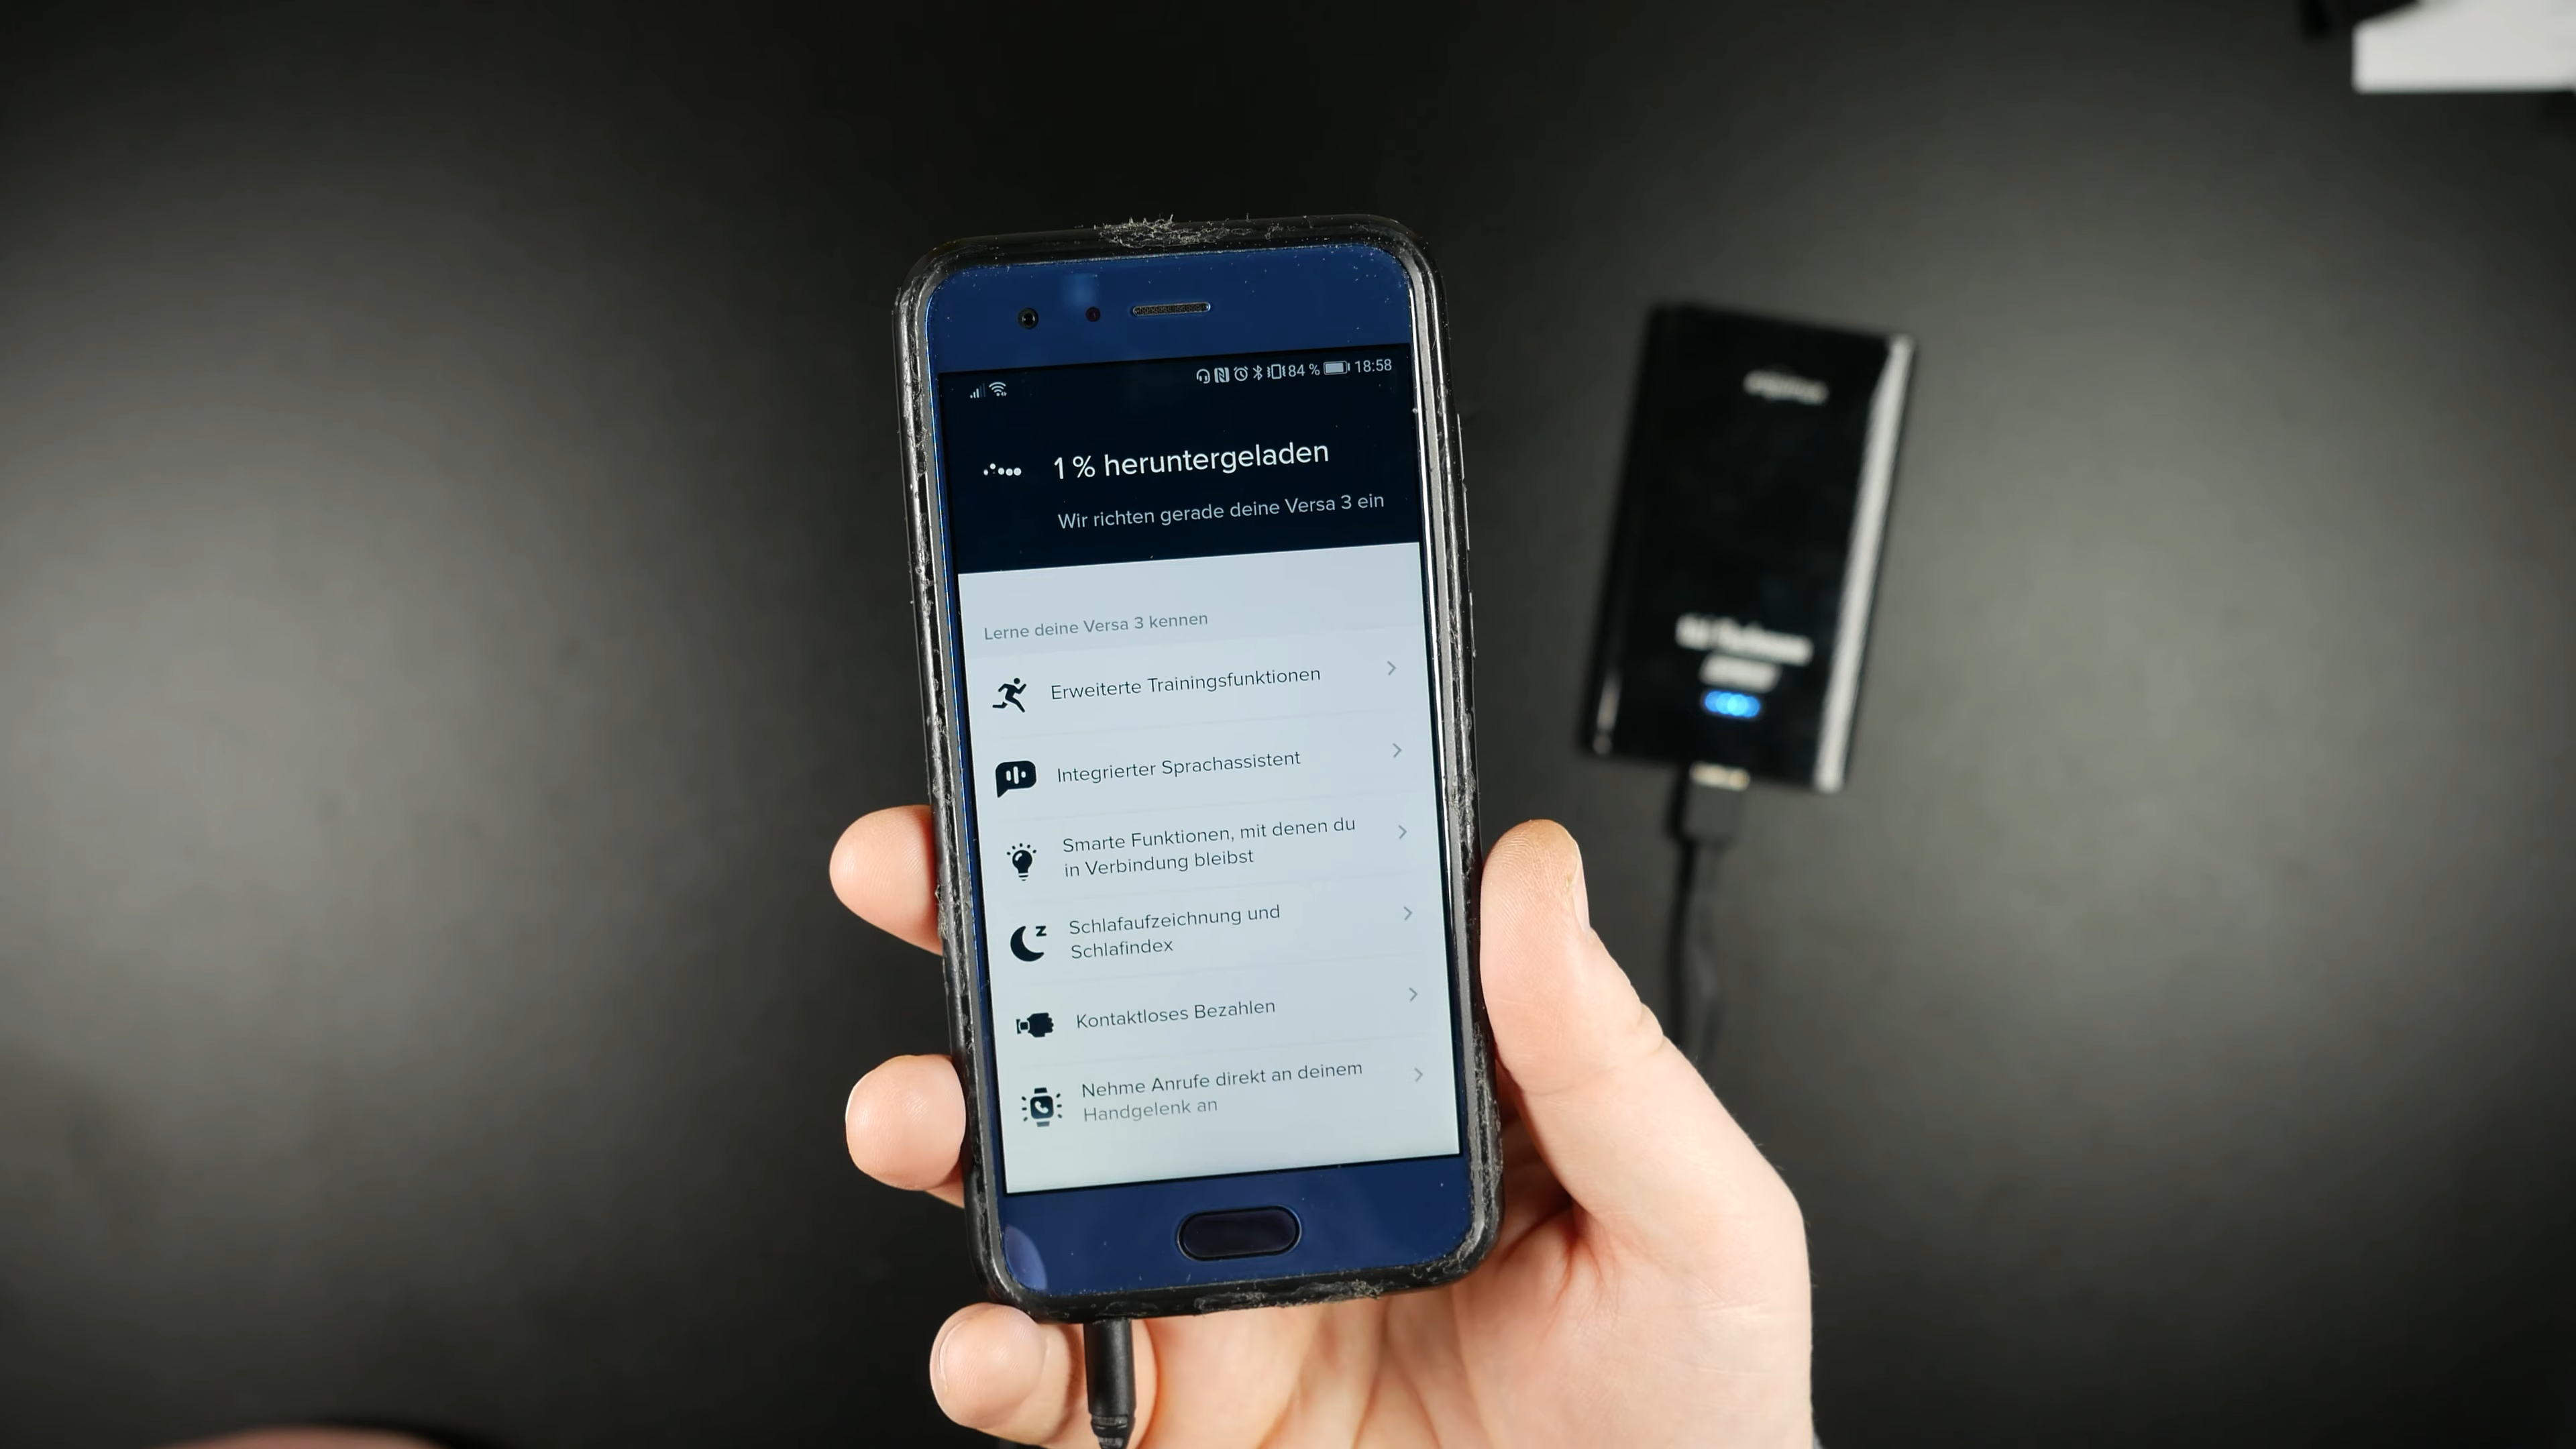 84 % 18:58
1 % heruntergeladen
Wir richten gerade deine Versa 3 ein
Lerne deine Versa 3 kennen
Erweiterte Trainingsfunktionen
Integrierter Sprachassistent
Smarte Funktionen, mit denen du
in Verbindung bleibst
Schlafaufzeichnung und
Schlafindex
Kontaktloses Bezahlen
Nehme Anrufe direkt an deinem
Handgelenk an